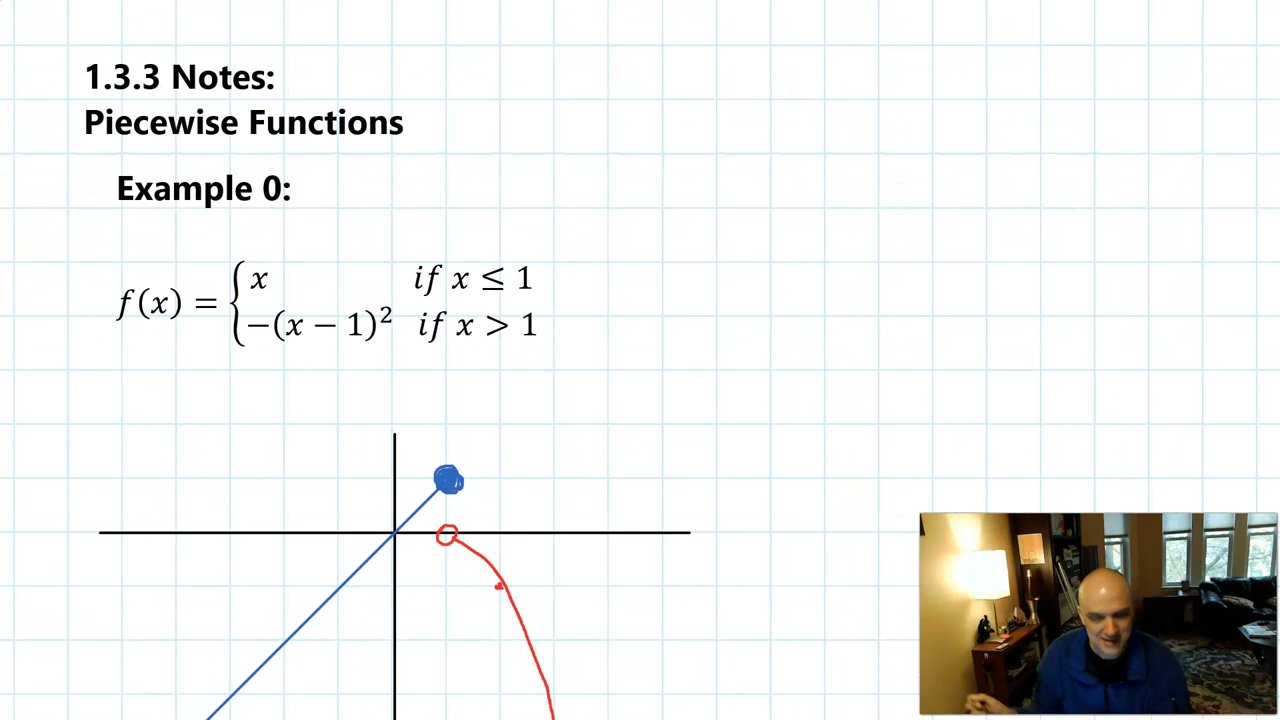 1.3.3 Notes:
Piecewise Functions
Example 0:
f(x) = { x if x ≤ 1
−(x − 1)² if x > 1